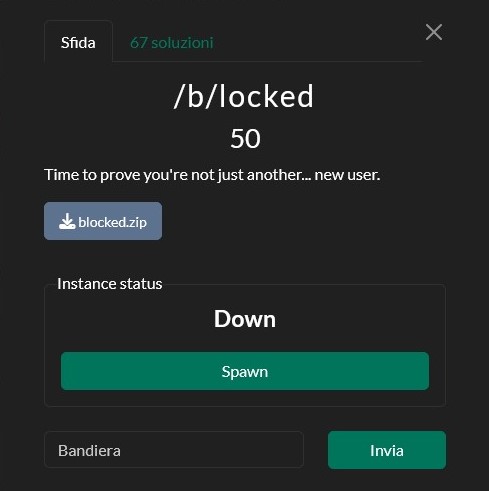 Sfida 67 soluzioni
/b/locked
50
Time to prove you're not just another... new user.
blocked.zip
Instance status
Down
Spawn
Bandiera Invia